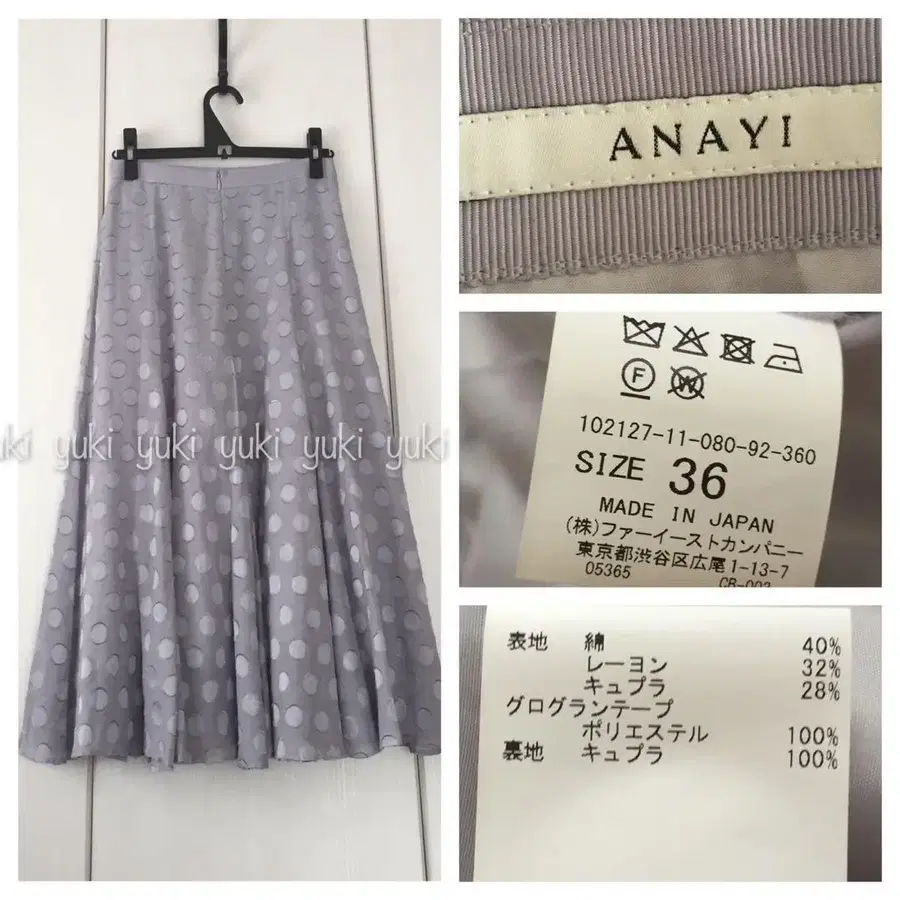 ANAYI
F
W
102127-11-080-92-360
SIZE 36
MADE IN JAPAN
(株)ファーイーストカンパニー
東京都渋谷区広尾1-13-7
05365
表地 綿 40%
レーヨン 32%
キュプラ 28%
グログランテープ
ポリエステル 100%
裏地 キュプラ 100%
yuki yuki yuki yuki yuki